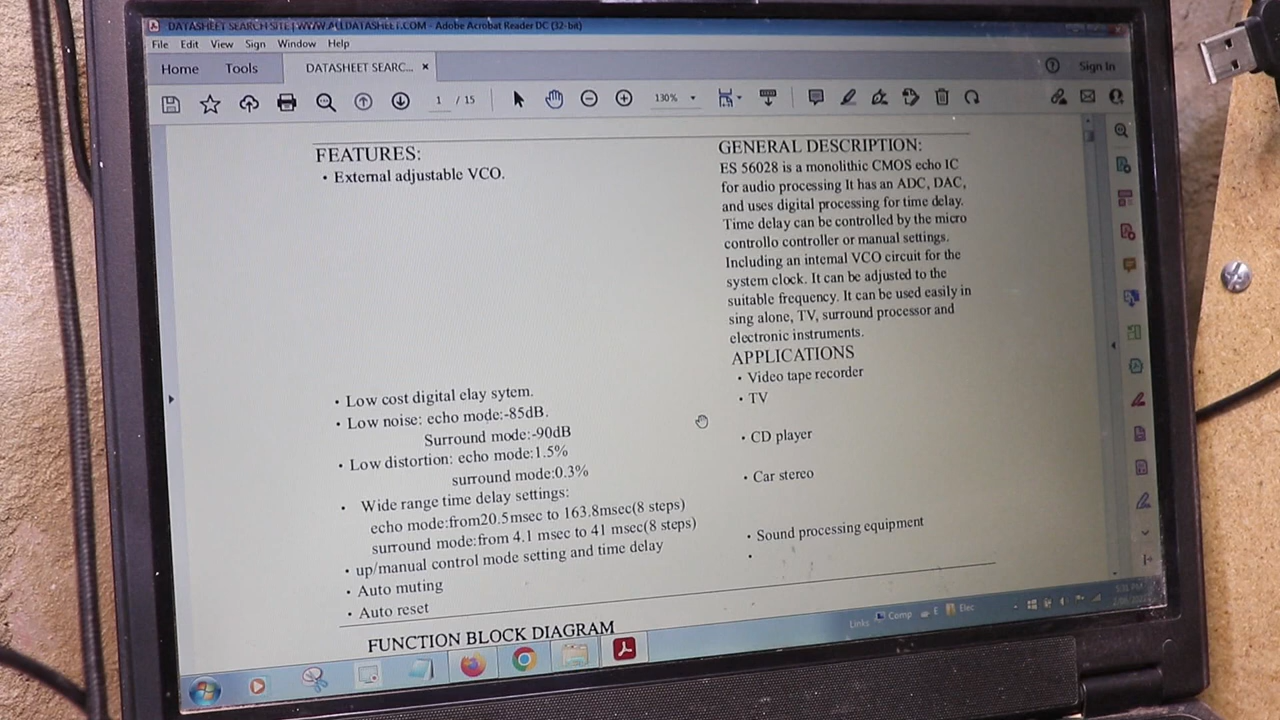 DATASHEET SEARCH SITE | WWW.ALLDATASHEET.COM - Adobe Acrobat Reader DC (32-bit)
File Edit View Sign Window Help
Home Tools DATASHEET SEARC... × Sign In
1 / 15 130%
FEATURES:
• External adjustable VCO.
• Low cost digital elay sytem.
• Low noise: echo mode:-85dB.
Surround mode:-90dB
• Low distortion: echo mode:1.5%
surround mode:0.3%
• Wide range time delay settings:
echo mode:from20.5msec to 163.8msec(8 steps)
surround mode:from 4.1 msec to 41 msec(8 steps)
• up/manual control mode setting and time delay
• Auto muting
• Auto reset
GENERAL DESCRIPTION:
ES 56028 is a monolithic CMOS echo IC
for audio processing It has an ADC, DAC,
and uses digital processing for time delay.
Time delay can be controlled by the micro
controllo controller or manual settings.
Including an internal VCO circuit for the
system clock. It can be adjusted to the
suitable frequency. It can be used easily in
sing alone, TV, surround processor and
electronic instruments.
APPLICATIONS
• Video tape recorder
• TV
• CD player
• Car stereo
• Sound processing equipment
•
FUNCTION BLOCK DIAGRAM
Links Comp E Elec